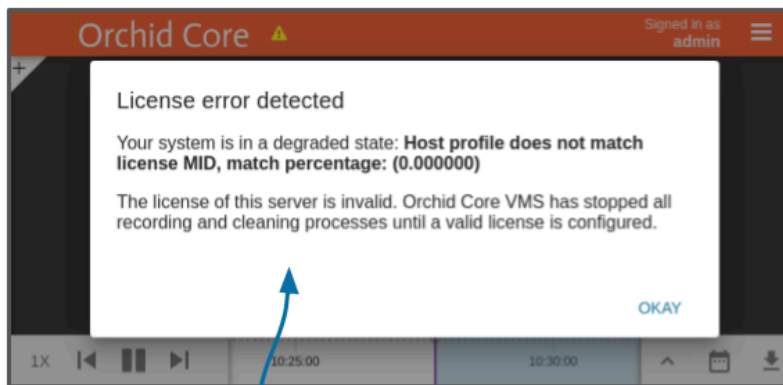 Orchid Core
Signed in as
admin
+
License error detected
Your system is in a degraded state: Host profile does not match
license MID, match percentage: (0.000000)
The license of this server is invalid. Orchid Core VMS has stopped all
recording and cleaning processes until a valid license is configured.
OKAY
1X
10:25:00
10:30:00